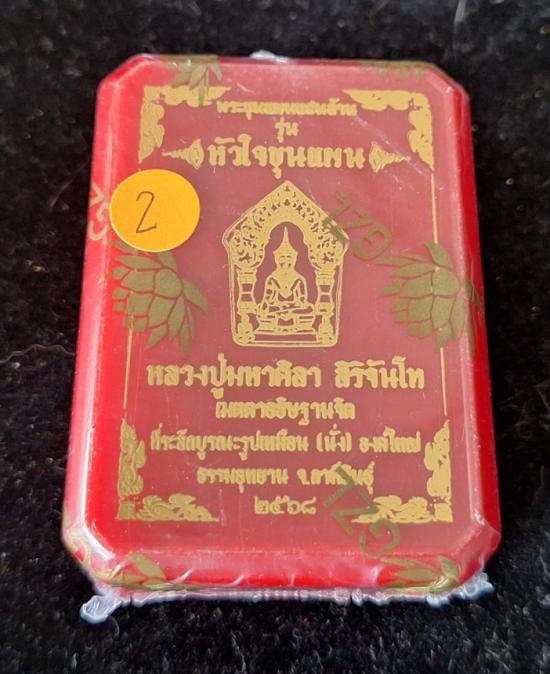 พระขุนแผนแสนล้าน
รุ่น
หัวใจขุนแผน
2
หลวงปู่มหาศิลา สิริจันโท
เมตตาอธิษฐานจิต
ที่ระลึกบูรณะรูปเหมือน (นั่ง) องค์ใหญ่
ธรรมอุทยาน จ.กาฬสินธุ์
๒๕๖๘
GZL
GZL
GZL